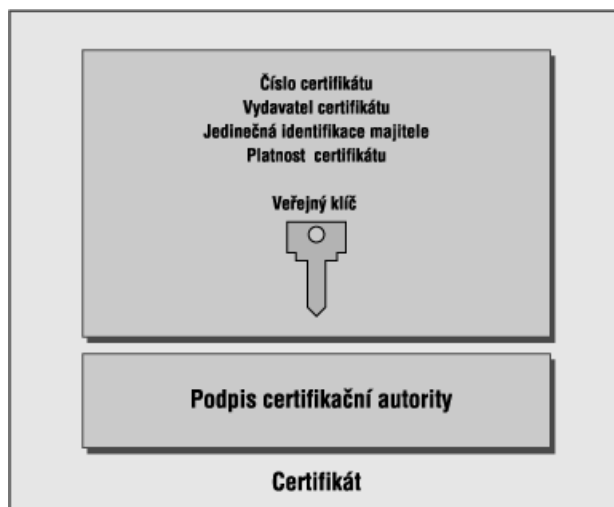 Číslo certifikátu
Vydavatel certifikátu
Jedinečná identifikace majitele
Platnost certifikátu
Veřejný klíč
Podpis certifikační autority
Certifikát